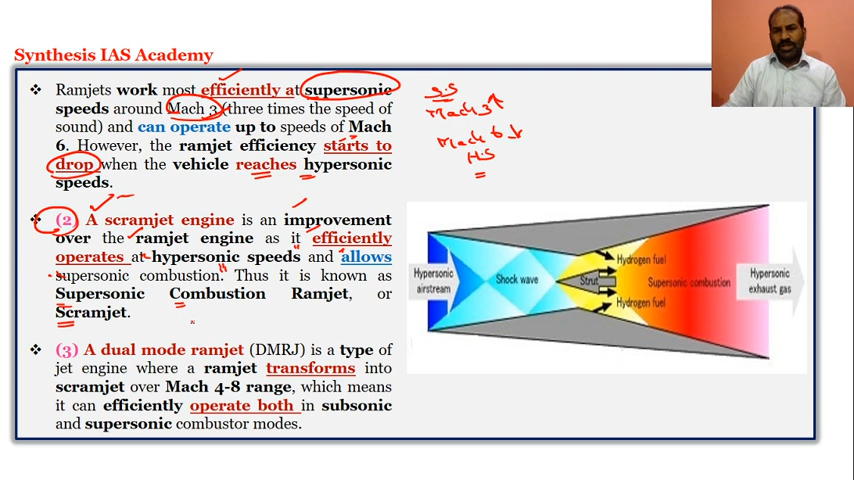 Synthesis IAS Academy
❖ Ramjets work most efficiently at supersonic
speeds around Mach 3 (three times the speed of
sound) and can operate up to speeds of Mach
6. However, the ramjet efficiency starts to
drop when the vehicle reaches hypersonic
speeds.
S.S
Mach 3↑
Mach 6 ↓
H.S
❖ (2) A scramjet engine is an improvement
over the ramjet engine as it efficiently
operates at hypersonic speeds and allows
supersonic combustion. Thus it is known as
Supersonic Combustion Ramjet, or
Scramjet.
❖ (3) A dual mode ramjet (DMRJ) is a type of
jet engine where a ramjet transforms into
scramjet over Mach 4-8 range, which means
it can efficiently operate both in subsonic
and supersonic combustor modes.
Hypersonic
airstream
Shock wave
Hydrogen fuel
Strut
Hydrogen fuel
Supersonic combustion
Hypersonic
exhaust gas